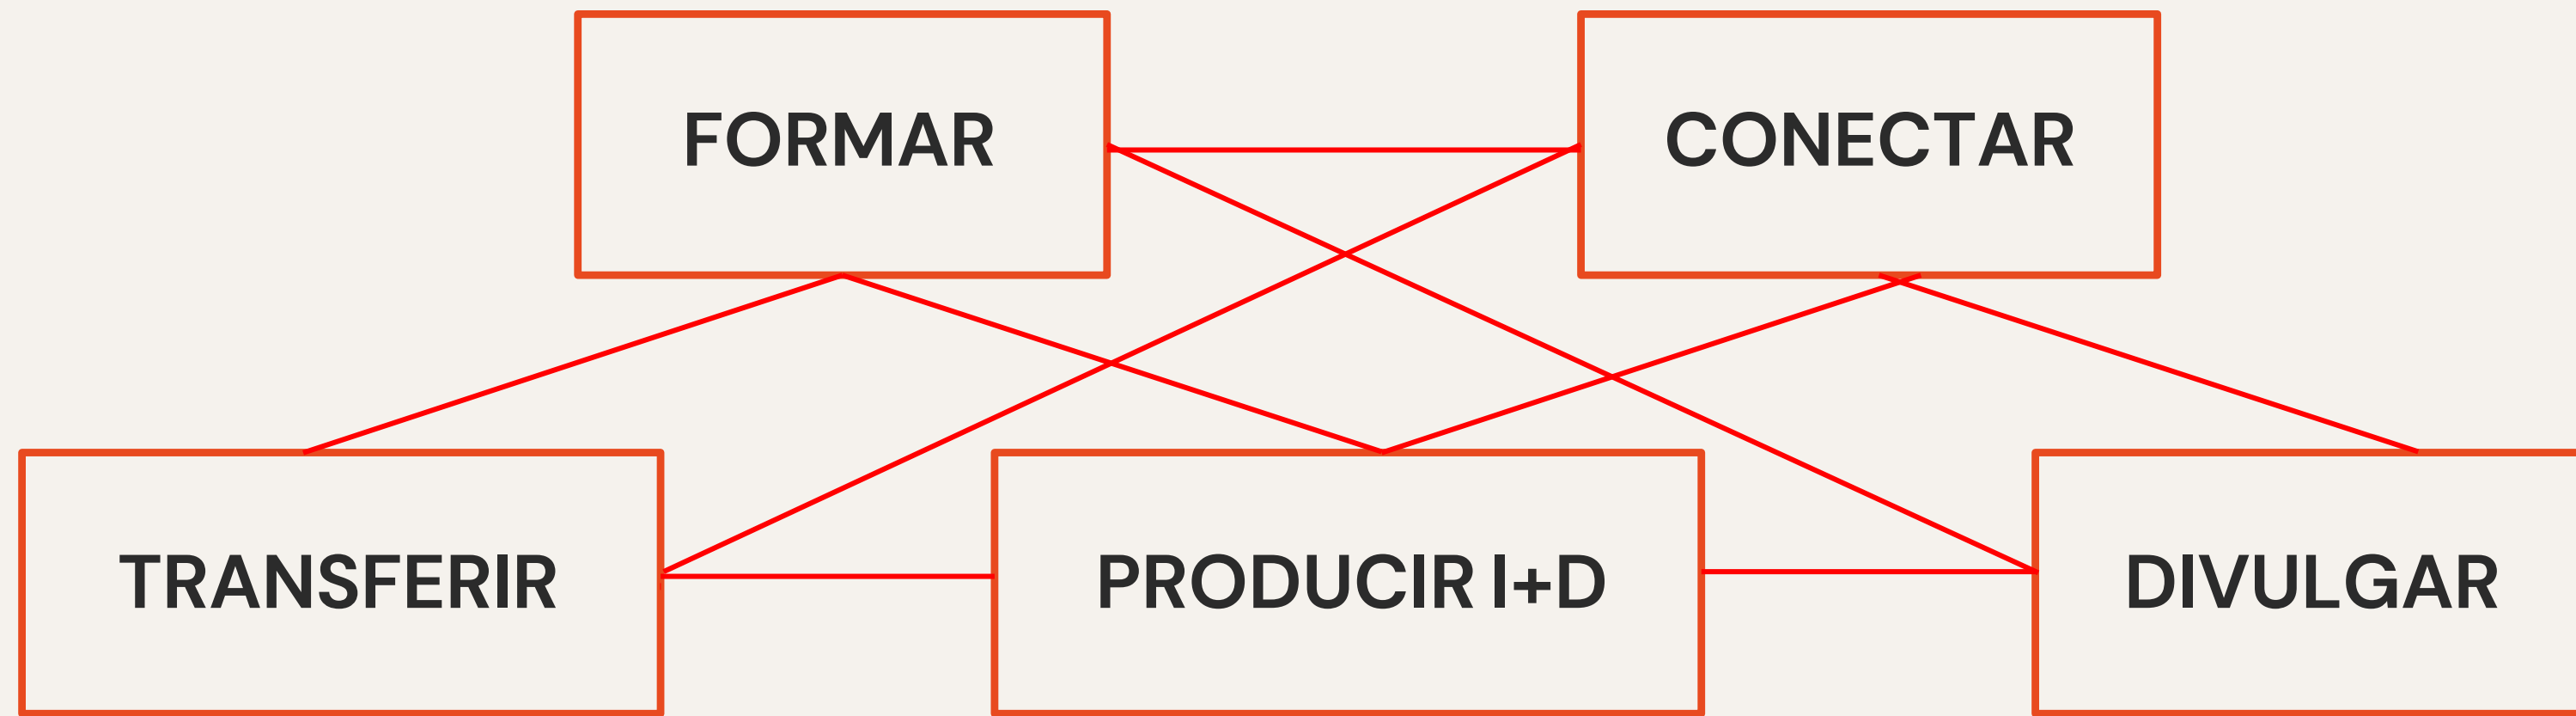 FORMAR
CONECTAR
TRANSFERIR
PRODUCIR I+D
DIVULGAR